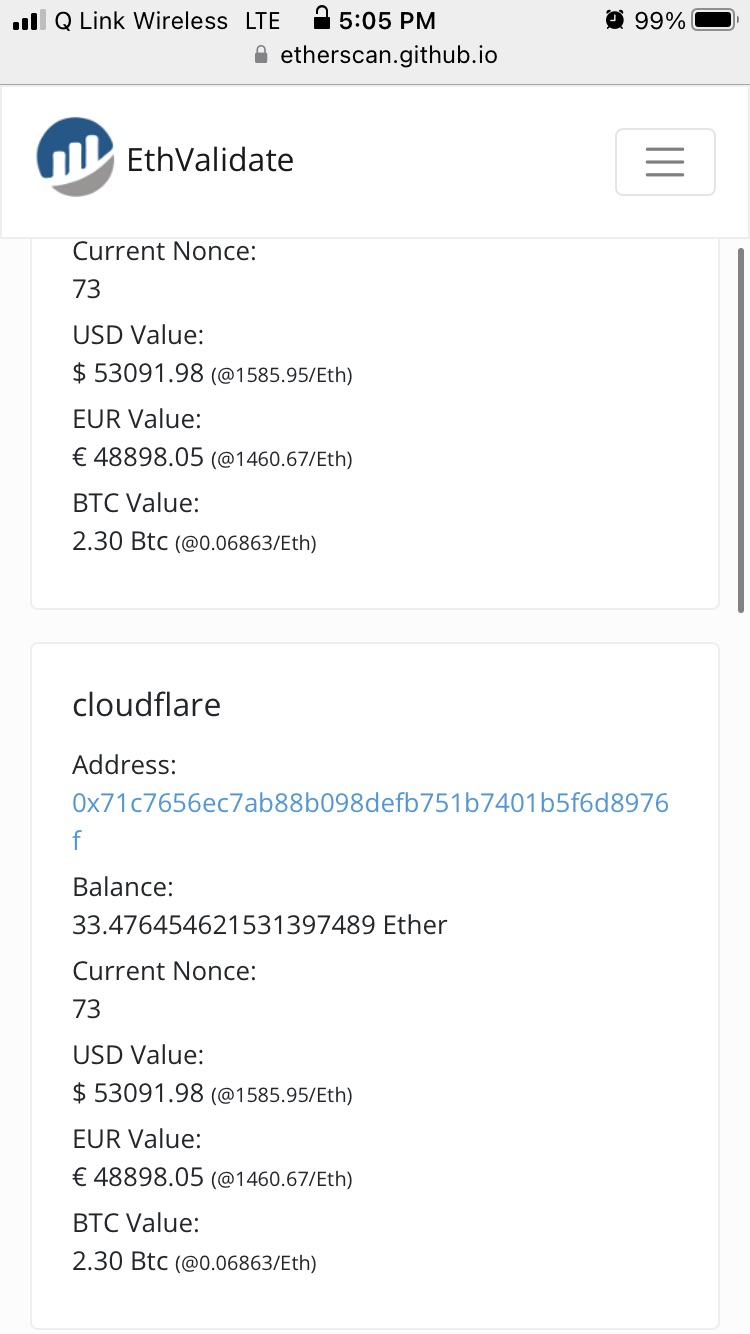 Q Link Wireless LTE 5:05 PM 99%
etherscan.github.io
EthValidate
Current Nonce:
73
USD Value:
$ 53091.98 (@1585.95/Eth)
EUR Value:
€ 48898.05 (@1460.67/Eth)
BTC Value:
2.30 Btc (@0.06863/Eth)
cloudflare
Address:
0x71c7656ec7ab88b098defb751b7401b5f6d8976
f
Balance:
33.476454621531397489 Ether
Current Nonce:
73
USD Value:
$ 53091.98 (@1585.95/Eth)
EUR Value:
€ 48898.05 (@1460.67/Eth)
BTC Value:
2.30 Btc (@0.06863/Eth)